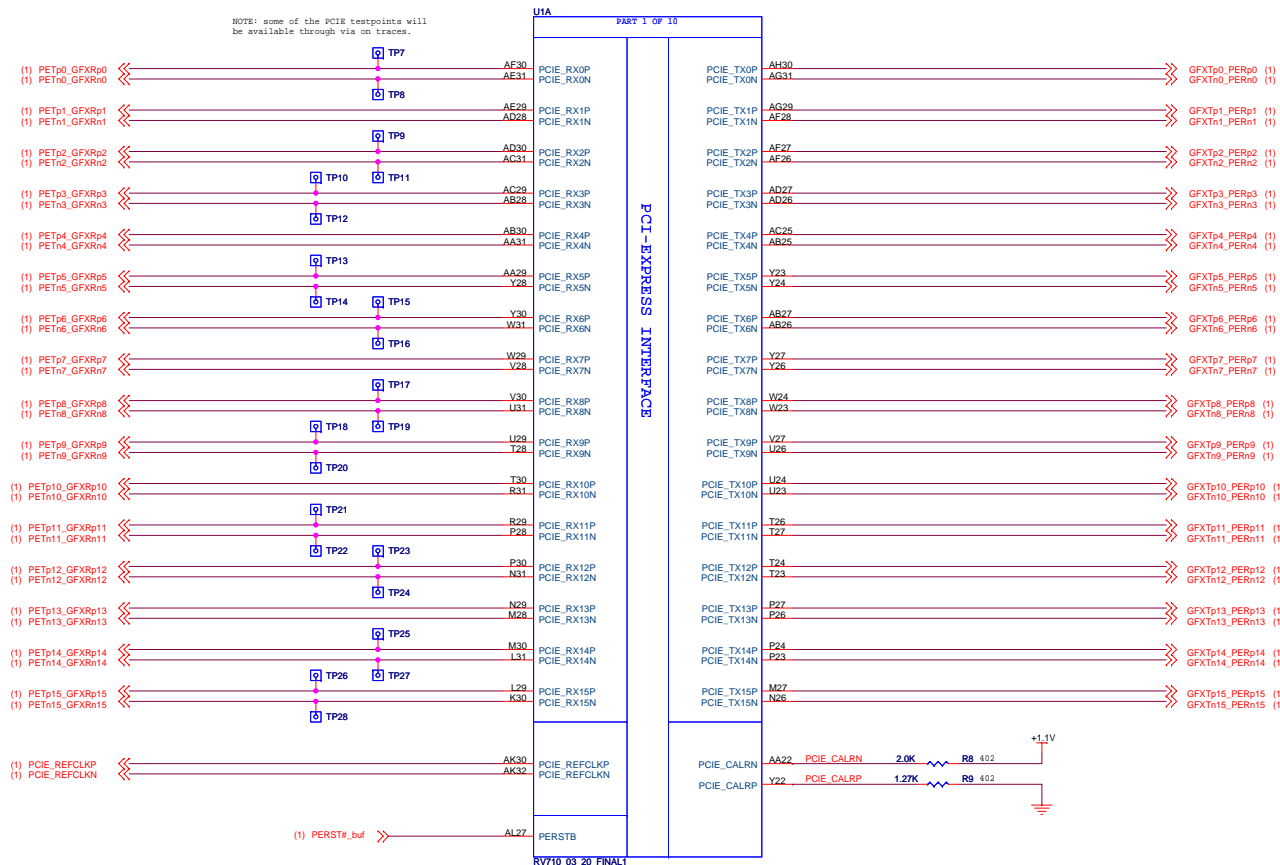 U1A
NOTE: some of the PCIE testpoints will
be available through via on traces.
PART 1 OF 10
TP7
(1) PETp0_GFXRp0 AF30 PCIE_RX0P PCIE_TX0P AH30 GFXTp0_PERp0 (1)
(1) PETn0_GFXRn0 AE31 PCIE_RX0N PCIE_TX0N AG31 GFXTn0_PERn0 (1)
TP8
(1) PETp1_GFXRp1 AE29 PCIE_RX1P PCIE_TX1P AG29 GFXTp1_PERp1 (1)
(1) PETn1_GFXRn1 AD28 PCIE_RX1N PCIE_TX1N AF28 GFXTn1_PERn1 (1)
TP9
(1) PETp2_GFXRp2 AD30 PCIE_RX2P PCIE_TX2P AF27 GFXTp2_PERp2 (1)
(1) PETn2_GFXRn2 AC31 PCIE_RX2N PCIE_TX2N AF26 GFXTn2_PERn2 (1)
TP10 TP11
(1) PETp3_GFXRp3 AC29 PCIE_RX3P PCIE_TX3P AD27 GFXTp3_PERp3 (1)
(1) PETn3_GFXRn3 AB28 PCIE_RX3N PCIE_TX3N AD26 GFXTn3_PERn3 (1)
TP12
(1) PETp4_GFXRp4 AB30 PCIE_RX4P PCIE_TX4P AC25 GFXTp4_PERp4 (1)
(1) PETn4_GFXRn4 AA31 PCIE_RX4N PCIE_TX4N AB25 GFXTn4_PERn4 (1)
TP13
(1) PETp5_GFXRp5 AA29 PCIE_RX5P PCIE_TX5P Y23 GFXTp5_PERp5 (1)
(1) PETn5_GFXRn5 Y28 PCIE_RX5N PCIE_TX5N Y24 GFXTn5_PERn5 (1)
TP14 TP15
(1) PETp6_GFXRp6 Y30 PCIE_RX6P PCIE_TX6P AB27 GFXTp6_PERp6 (1)
(1) PETn6_GFXRn6 W31 PCIE_RX6N PCIE_TX6N AB26 GFXTn6_PERn6 (1)
TP16
(1) PETp7_GFXRp7 W29 PCIE_RX7P PCIE_TX7P Y27 GFXTp7_PERp7 (1)
(1) PETn7_GFXRn7 V28 PCIE_RX7N PCIE_TX7N Y26 GFXTn7_PERn7 (1)
TP17
(1) PETp8_GFXRp8 V30 PCIE_RX8P PCIE_TX8P W24 GFXTp8_PERp8 (1)
(1) PETn8_GFXRn8 U31 PCIE_RX8N PCIE_TX8N W23 GFXTn8_PERn8 (1)
TP18 TP19
(1) PETp9_GFXRp9 U29 PCIE_RX9P PCIE_TX9P V27 GFXTp9_PERp9 (1)
(1) PETn9_GFXRn9 T28 PCIE_RX9N PCIE_TX9N U26 GFXTn9_PERn9 (1)
TP20
(1) PETp10_GFXRp10 T30 PCIE_RX10P PCIE_TX10P U24 GFXTp10_PERp10 (1
(1) PETn10_GFXRn10 R31 PCIE_RX10N PCIE_TX10N U23 GFXTn10_PERn10 (1
TP21
(1) PETp11_GFXRp11 R29 PCIE_RX11P PCIE_TX11P T26 GFXTp11_PERp11 (1
(1) PETn11_GFXRn11 P28 PCIE_RX11N PCIE_TX11N T27 GFXTn11_PERn11 (1
TP22 TP23
(1) PETp12_GFXRp12 P30 PCIE_RX12P PCIE_TX12P T24 GFXTp12_PERp12 (1
(1) PETn12_GFXRn12 N31 PCIE_RX12N PCIE_TX12N T23 GFXTn12_PERn12 (1
TP24
(1) PETp13_GFXRp13 N29 PCIE_RX13P PCIE_TX13P P27 GFXTp13_PERp13 (1
(1) PETn13_GFXRn13 M28 PCIE_RX13N PCIE_TX13N P26 GFXTn13_PERn13 (1
TP25
(1) PETp14_GFXRp14 M30 PCIE_RX14P PCIE_TX14P P24 GFXTp14_PERp14 (1
(1) PETn14_GFXRn14 L31 PCIE_RX14N PCIE_TX14N P23 GFXTn14_PERn14 (1
TP26 TP27
(1) PETp15_GFXRp15 L29 PCIE_RX15P PCIE_TX15P M27 GFXTp15_PERp15 (1
(1) PETn15_GFXRn15 K30 PCIE_RX15N PCIE_TX15N N26 GFXTn15_PERn15 (1
TP28
PCI-EXPRESS INTERFACE
+1.1V
(1) PCIE_REFCLKP AK30 PCIE_REFCLKP PCIE_CALRN AA22 PCIE_CALRN 2.0K R8 402
(1) PCIE_REFCLKN AK32 PCIE_REFCLKN
PCIE_CALRP Y22 PCIE_CALRP 1.27K R9 402
(1) PERST#_buf AL27 PERSTB
RV710_03_20_FINAL1